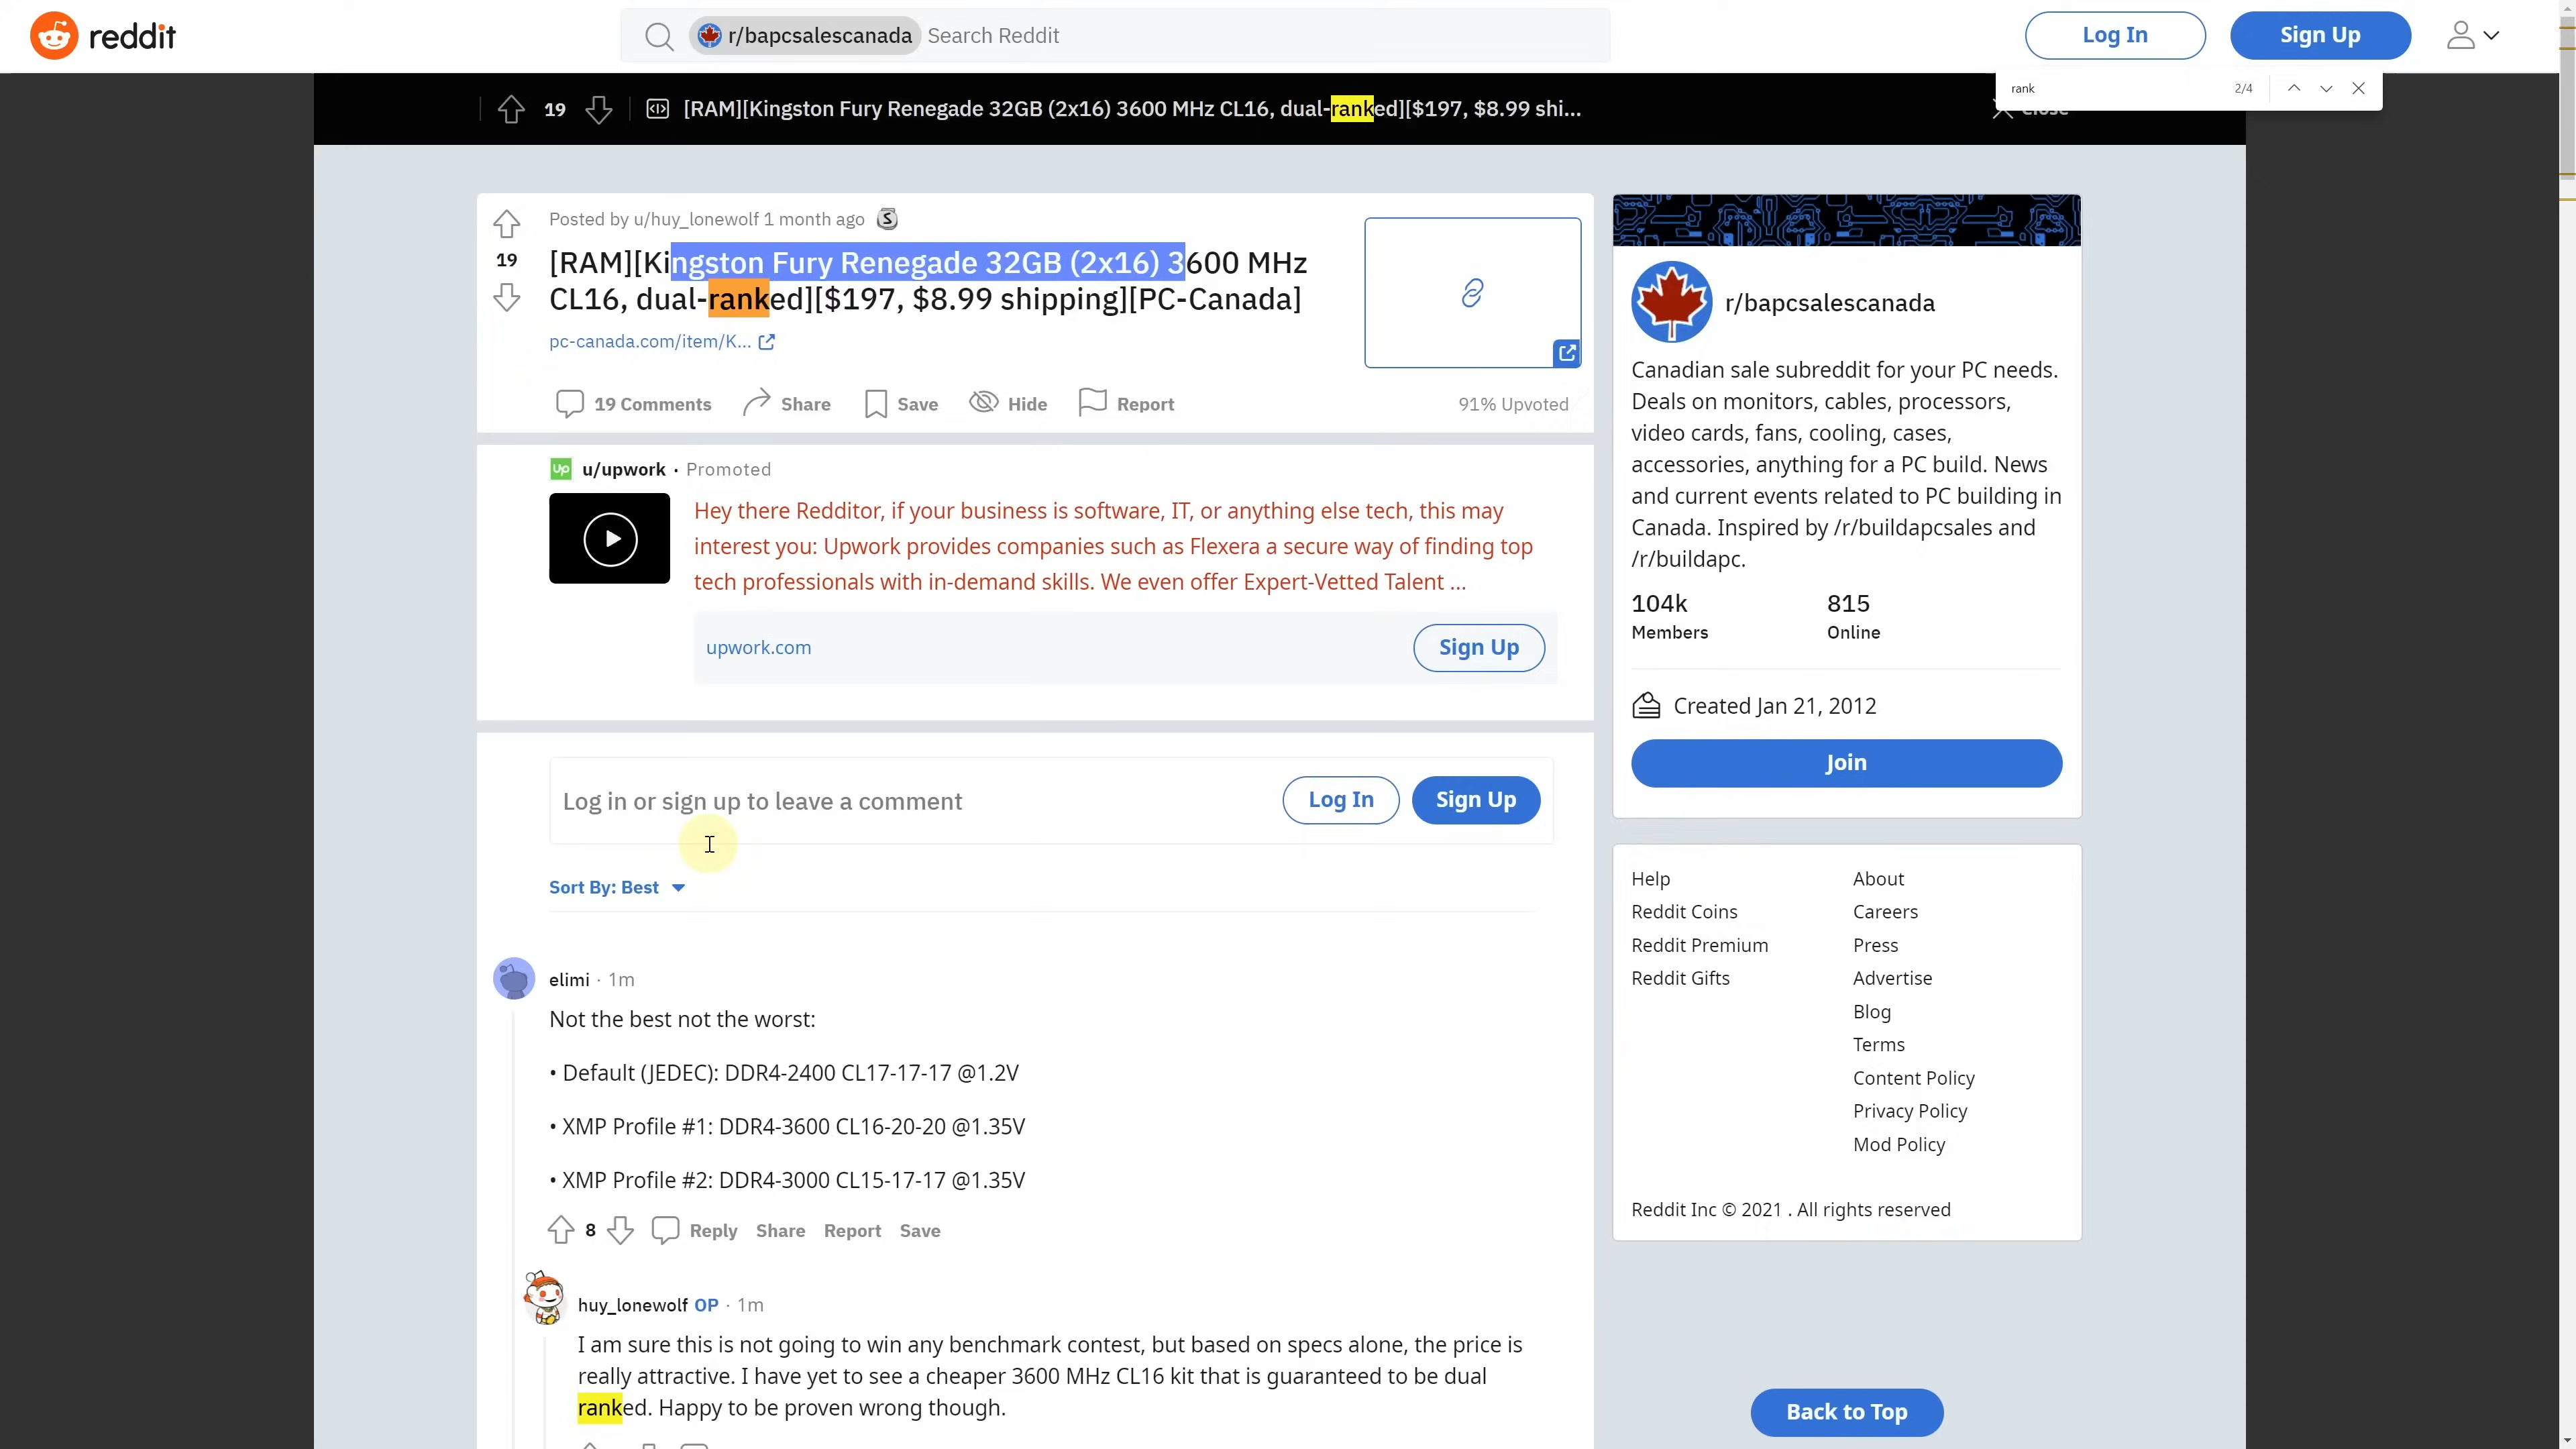 reddit
r/bapcsalescanada Search Reddit
Log In
Sign Up
rank 2/4
19
[RAM][Kingston Fury Renegade 32GB (2x16) 3600 MHz CL16, dual-ranked][$197, $8.99 shi...
Close
Posted by u/huy_lonewolf 1 month ago
19
[RAM][Kingston Fury Renegade 32GB (2x16) 3600 MHz
CL16, dual-ranked][$197, $8.99 shipping][PC-Canada]
pc-canada.com/item/K...
19 Comments Share Save Hide Report
91% Upvoted
Up u/upwork · Promoted
Hey there Redditor, if your business is software, IT, or anything else tech, this may
interest you: Upwork provides companies such as Flexera a secure way of finding top
tech professionals with in-demand skills. We even offer Expert-Vetted Talent ...
upwork.com
Sign Up
Log in or sign up to leave a comment
Log In
Sign Up
Sort By: Best
elimi · 1m
Not the best not the worst:
• Default (JEDEC): DDR4-2400 CL17-17-17 @1.2V
• XMP Profile #1: DDR4-3600 CL16-20-20 @1.35V
• XMP Profile #2: DDR4-3000 CL15-17-17 @1.35V
8 Reply Share Report Save
huy_lonewolf OP · 1m
I am sure this is not going to win any benchmark contest, but based on specs alone, the price is
really attractive. I have yet to see a cheaper 3600 MHz CL16 kit that is guaranteed to be dual
ranked. Happy to be proven wrong though.
r/bapcsalescanada
Canadian sale subreddit for your PC needs.
Deals on monitors, cables, processors,
video cards, fans, cooling, cases,
accessories, anything for a PC build. News
and current events related to PC building in
Canada. Inspired by /r/buildapcsales and
/r/buildapc.
104k 815
Members Online
Created Jan 21, 2012
Join
Help About
Reddit Coins Careers
Reddit Premium Press
Reddit Gifts Advertise
Blog
Terms
Content Policy
Privacy Policy
Mod Policy
Reddit Inc © 2021 . All rights reserved
Back to Top